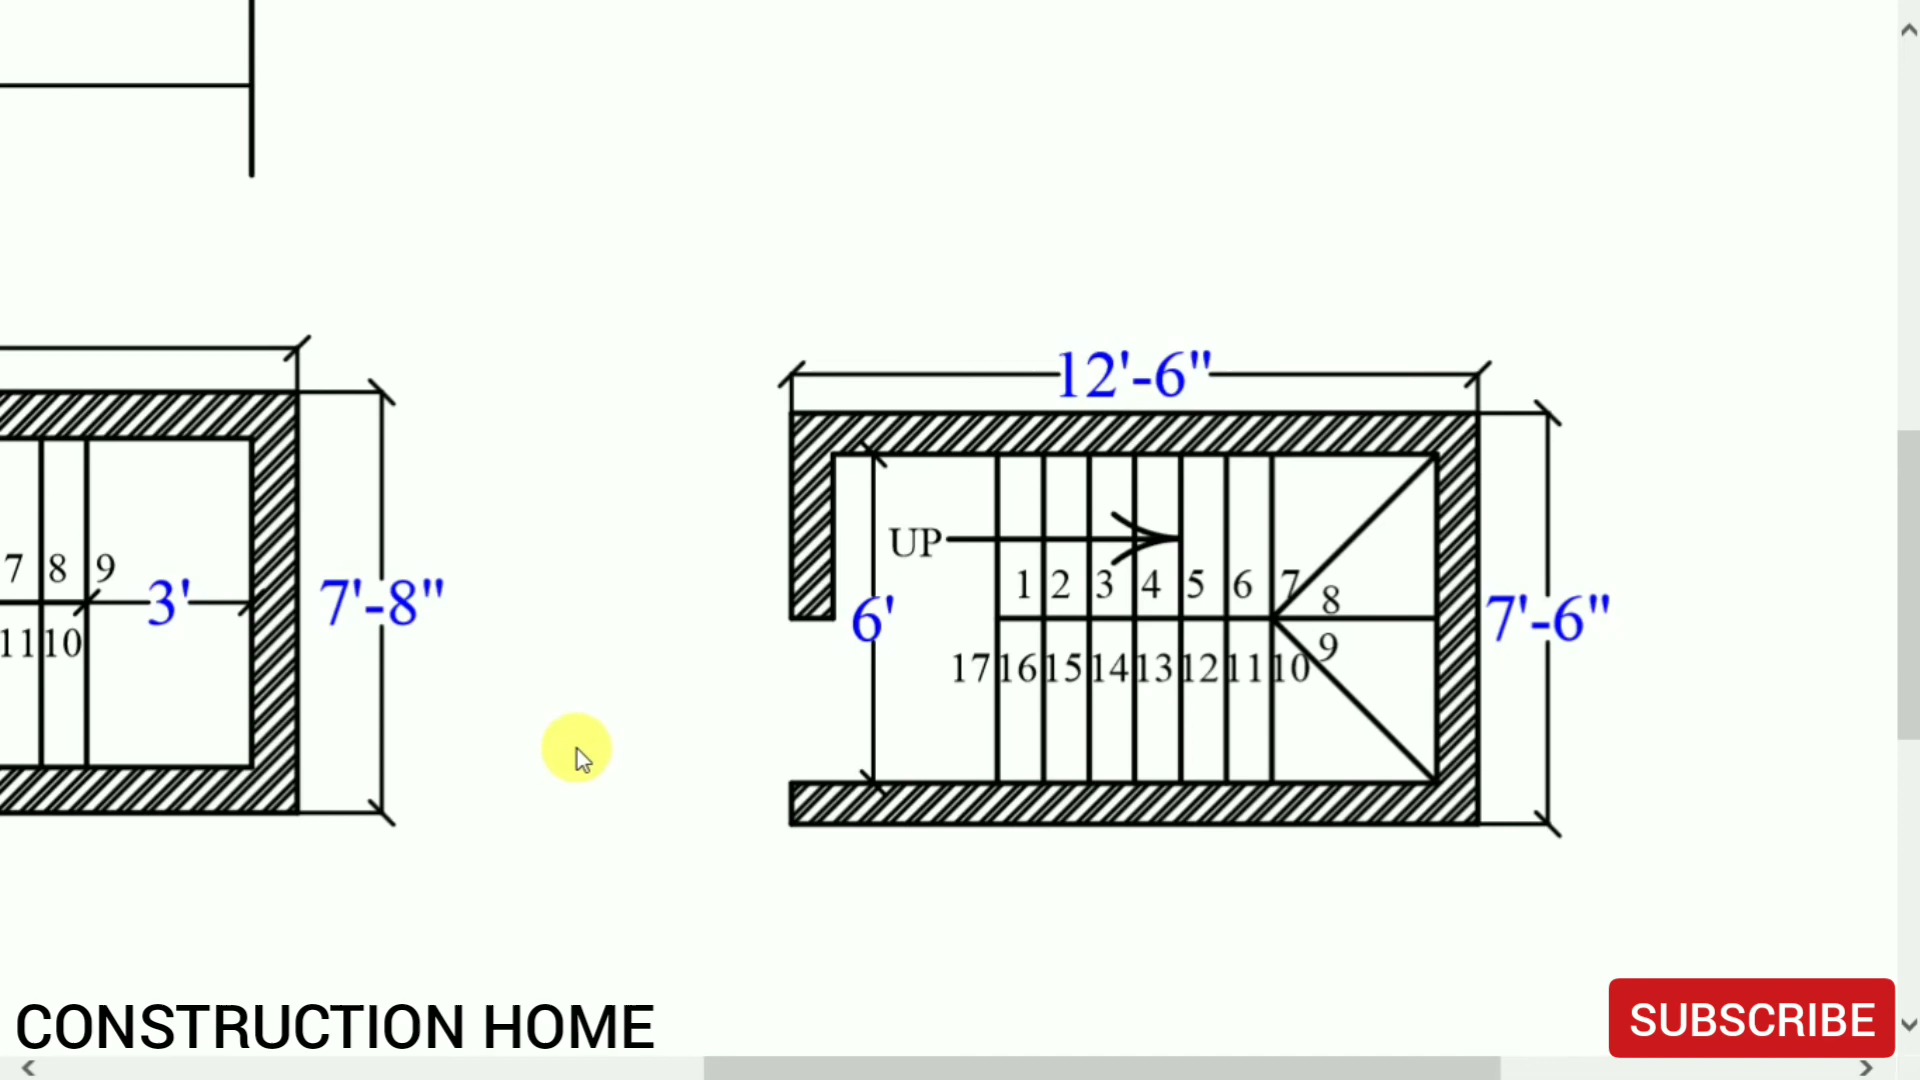 12'-6"
UP
7 8 9
3'
7'-8"
1 2 3 4 5 6 7 8
6'
7'-6"
11 10
17 16 15 14 13 12 11 10 9
CONSTRUCTION HOME
SUBSCRIBE